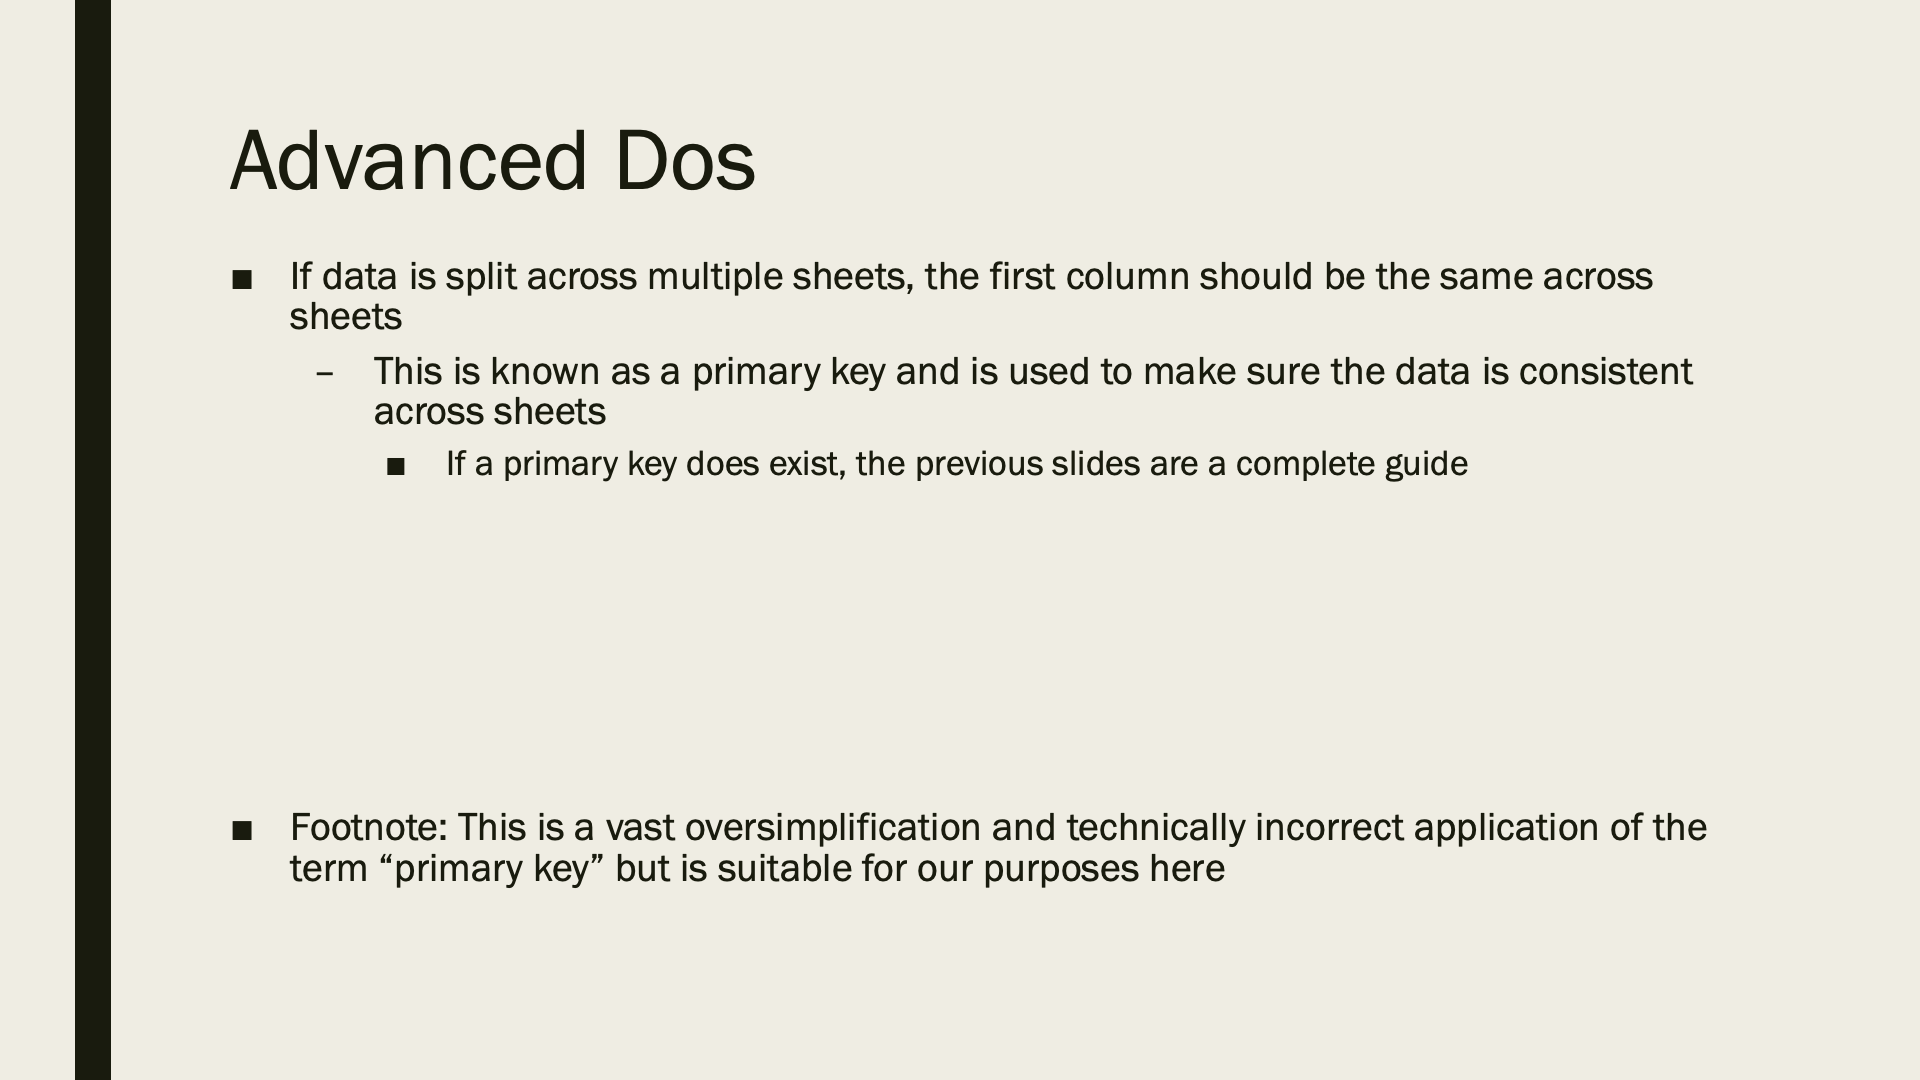 Advanced Dos
■ If data is split across multiple sheets, the first column should be the same across
sheets
– This is known as a primary key and is used to make sure the data is consistent
across sheets
■ If a primary key does exist, the previous slides are a complete guide
■ Footnote: This is a vast oversimplification and technically incorrect application of the
term “primary key” but is suitable for our purposes here